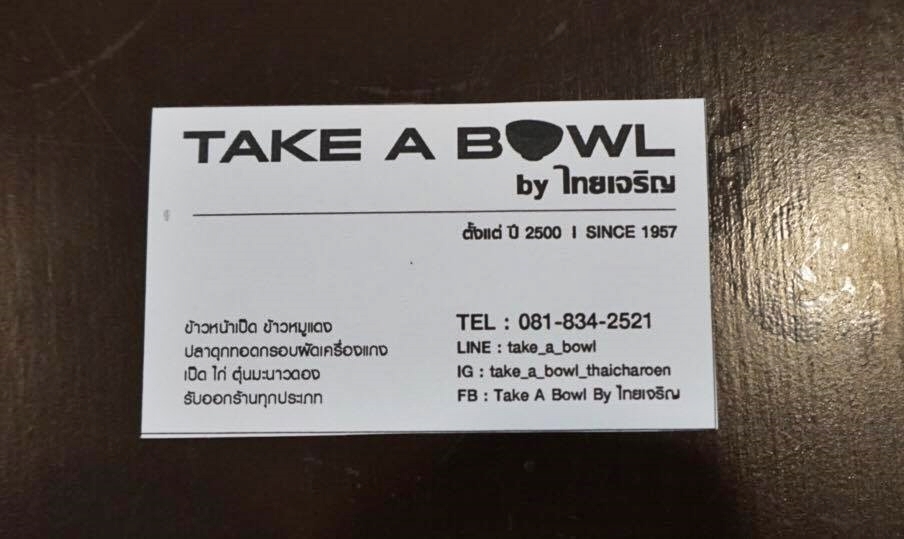 TAKE A BOWL
by ไทยเจริญ
ตั้งแต่ ปี 2500 | SINCE 1957
ข้าวหน้าเป็ด ข้าวหมูแดง
ปลาดุกทอดกรอบผัดเครื่องแกง
เป็ด ไก่ ตุ๋นมะนาวดอง
รับออกร้านทุกประเภท
TEL : 081-834-2521
LINE : take_a_bowl
IG : take_a_bowl_thaicharoen
FB : Take A Bowl By ไทยเจริญ